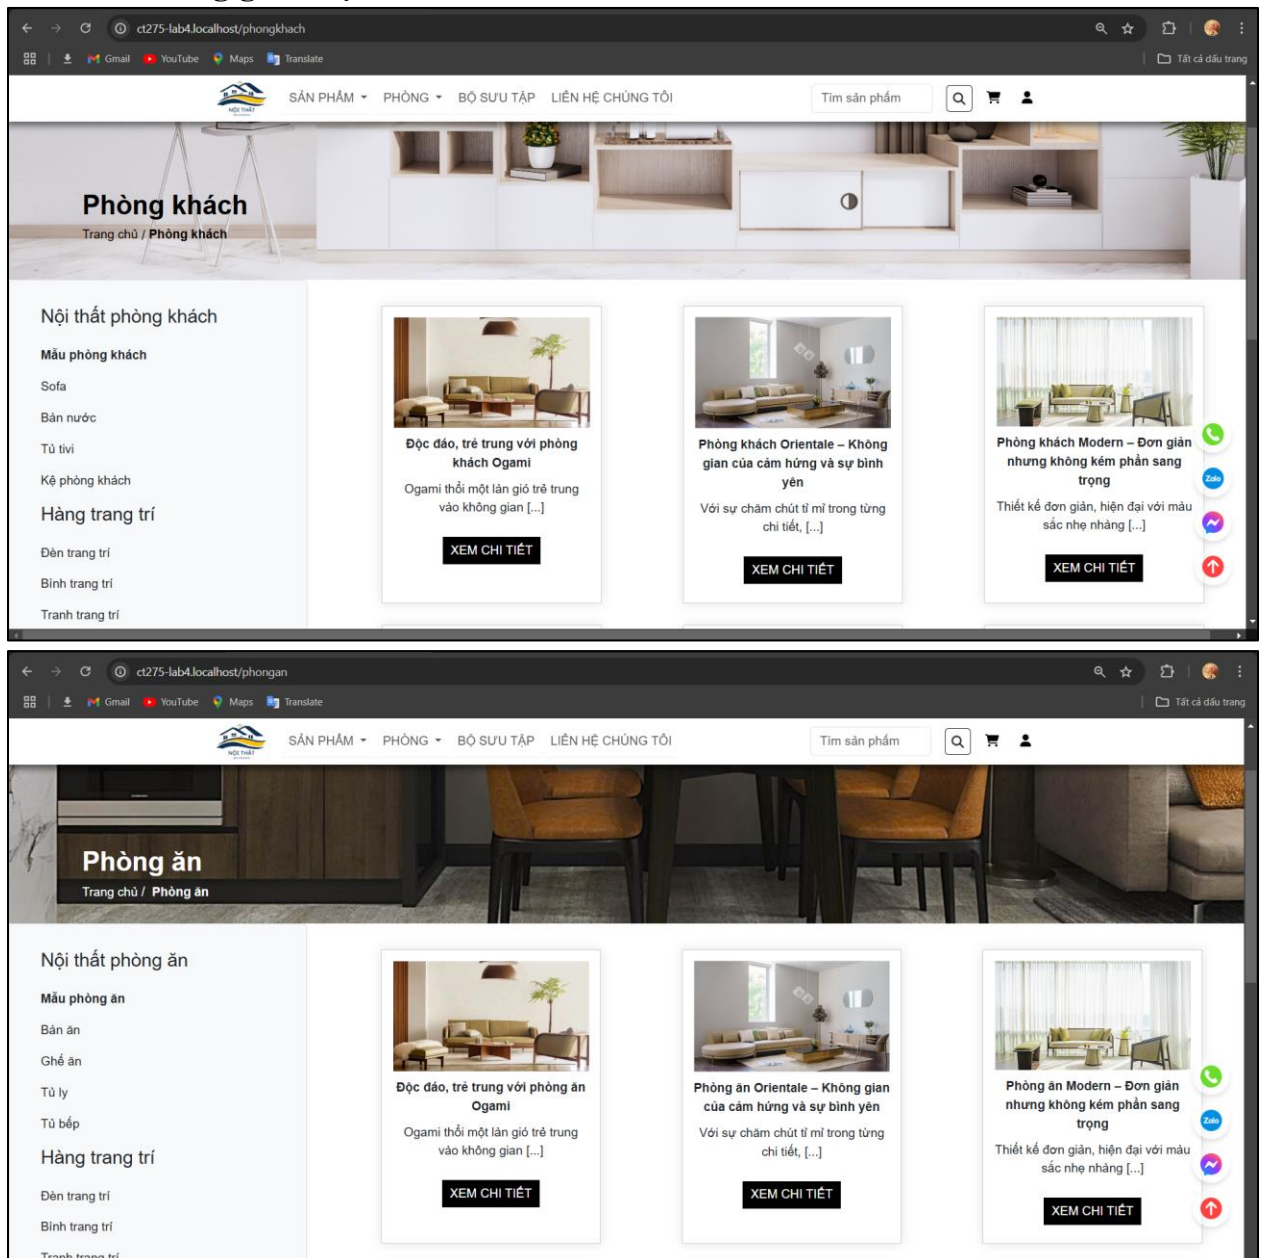 ct275-lab4.localhost/phongkhach
Gmail YouTube Maps Translate Tất cả dấu trang
NỘI THẤT
SẢN PHẨM PHÒNG BỘ SƯU TẬP LIÊN HỆ CHÚNG TÔI Tìm sản phẩm
Phòng khách
Trang chủ / Phòng khách
Nội thất phòng khách
Mẫu phòng khách
Sofa
Bàn nước
Tủ tivi
Kệ phòng khách
Hàng trang trí
Đèn trang trí
Bình trang trí
Tranh trang trí
Độc đáo, trẻ trung với phòng
khách Ogami
Ogami thổi một làn gió trẻ trung
vào không gian [...]
XEM CHI TIẾT
Phòng khách Orientale – Không
gian của cảm hứng và sự bình
yên
Với sự chăm chút tỉ mỉ trong từng
chi tiết, [...]
XEM CHI TIẾT
Phòng khách Modern – Đơn giản
nhưng không kém phần sang
trọng
Thiết kế đơn giản, hiện đại với màu
sắc nhẹ nhàng [...]
XEM CHI TIẾT
Zalo
ct275-lab4.localhost/phongan
Gmail YouTube Maps Translate Tất cả dấu trang
NỘI THẤT
SẢN PHẨM PHÒNG BỘ SƯU TẬP LIÊN HỆ CHÚNG TÔI Tìm sản phẩm
Phòng ăn
Trang chủ / Phòng ăn
Nội thất phòng ăn
Mẫu phòng ăn
Bàn ăn
Ghế ăn
Tủ ly
Tủ bếp
Hàng trang trí
Đèn trang trí
Bình trang trí
Tranh trang trí
Độc đáo, trẻ trung với phòng ăn
Ogami
Ogami thổi một làn gió trẻ trung
vào không gian [...]
XEM CHI TIẾT
Phòng ăn Orientale – Không gian
của cảm hứng và sự bình yên
Với sự chăm chút tỉ mỉ trong từng
chi tiết, [...]
XEM CHI TIẾT
Phòng ăn Modern – Đơn giản
nhưng không kém phần sang
trọng
Thiết kế đơn giản, hiện đại với màu
sắc nhẹ nhàng [...]
XEM CHI TIẾT
Zalo